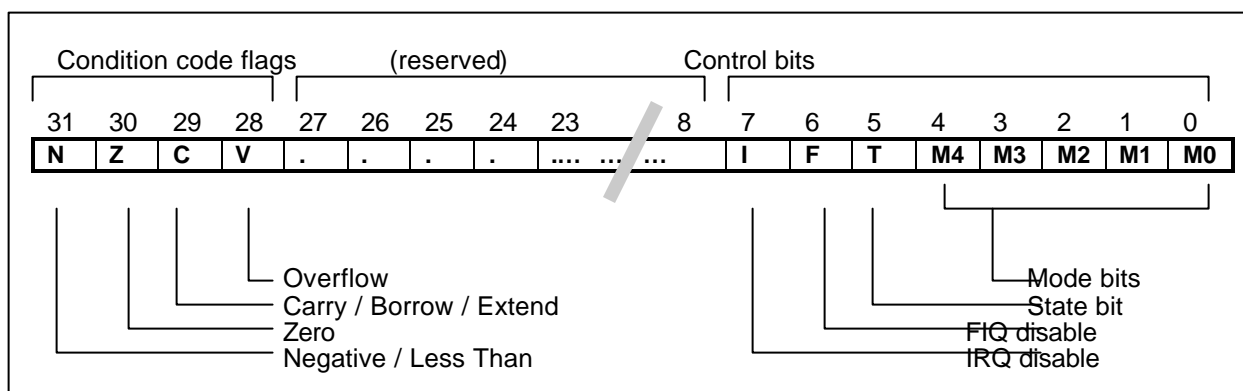 Condition code flags (reserved) Control bits
31 30 29 28 27 26 25 24 23 8 7 6 5 4 3 2 1 0
N Z C V . . . . .... ... ... I F T M4 M3 M2 M1 M0
Overflow Mode bits
Carry / Borrow / Extend State bit
Zero FIQ disable
Negative / Less Than IRQ disable